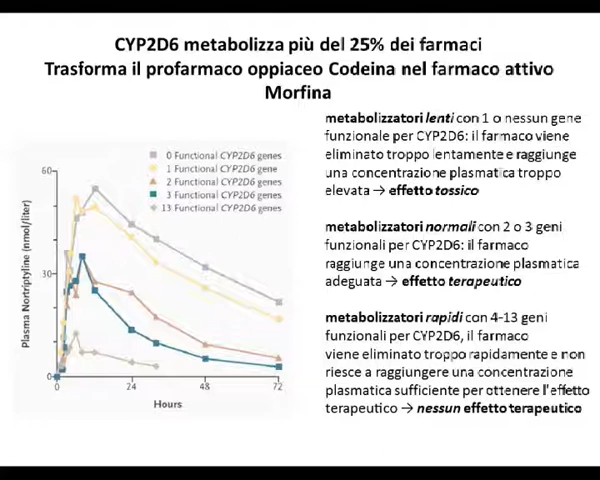 CYP2D6 metabolizza più del 25% dei farmaci
Trasforma il profarmaco oppiaceo Codeina nel farmaco attivo
Morfina
metabolizzatori lenti con 1 o nessun gene
funzionale per CYP2D6: il farmaco viene
eliminato troppo lentamente e raggiunge
una concentrazione plasmatica troppo
elevata → effetto tossico
metabolizzatori normali con 2 o 3 geni
funzionali per CYP2D6: il farmaco
raggiunge una concentrazione plasmatica
adeguata → effetto terapeutico
metabolizzatori rapidi con 4-13 geni
funzionali per CYP2D6, il farmaco
viene eliminato troppo rapidamente e non
riesce a raggiungere una concentrazione
plasmatica sufficiente per ottenere l'effetto
terapeutico → nessun effetto terapeutico
0 Functional CYP2D6 genes
1 Functional CYP2D6 gene
2 Functional CYP2D6 genes
3 Functional CYP2D6 genes
13 Functional CYP2D6 genes
Plasma Nortriptyline (nmol/liter)
60
30
0
0
24
48
72
Hours